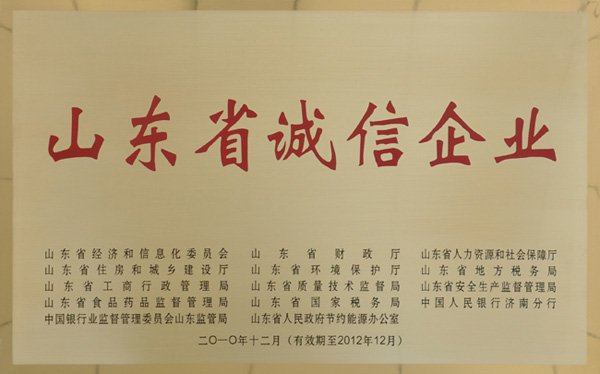 山东省诚信企业
山东省经济和信息化委员会 山东省财政厅 山东省人力资源和社会保障厅
山东省住房和城乡建设厅 山东省环境保护厅 山东省地方税务局
山东省工商行政管理局 山东省质量技术监督局 山东省安全生产监督管理局
山东省食品药品监督管理局 山东省国家税务局 中国人民银行济南分行
中国银行业监督管理委员会山东监管局 山东省人民政府节约能源办公室
二〇一〇年十二月（有效期至2012年12月）